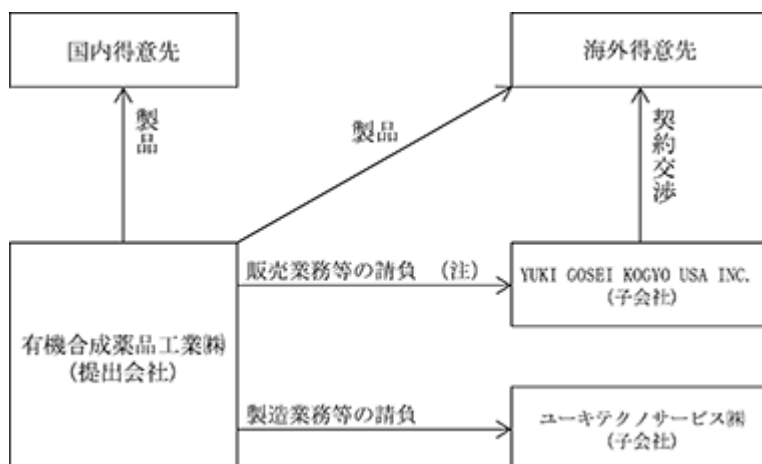 国内得意先
海外得意先
製品
製品
契約交渉
販売業務等の請負　(注)
YUKI GOSEI KOGYO USA INC.
(子会社)
有機合成薬品工業㈱
(提出会社)
製造業務等の請負
ユーキテクノサービス㈱
(子会社)